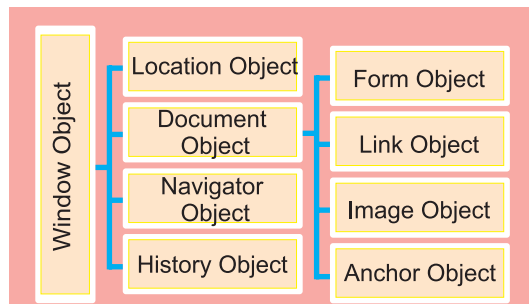 Window Object
Location Object
Document
Object
Navigator
Object
History Object
Form Object
Link Object
Image Object
Anchor Object